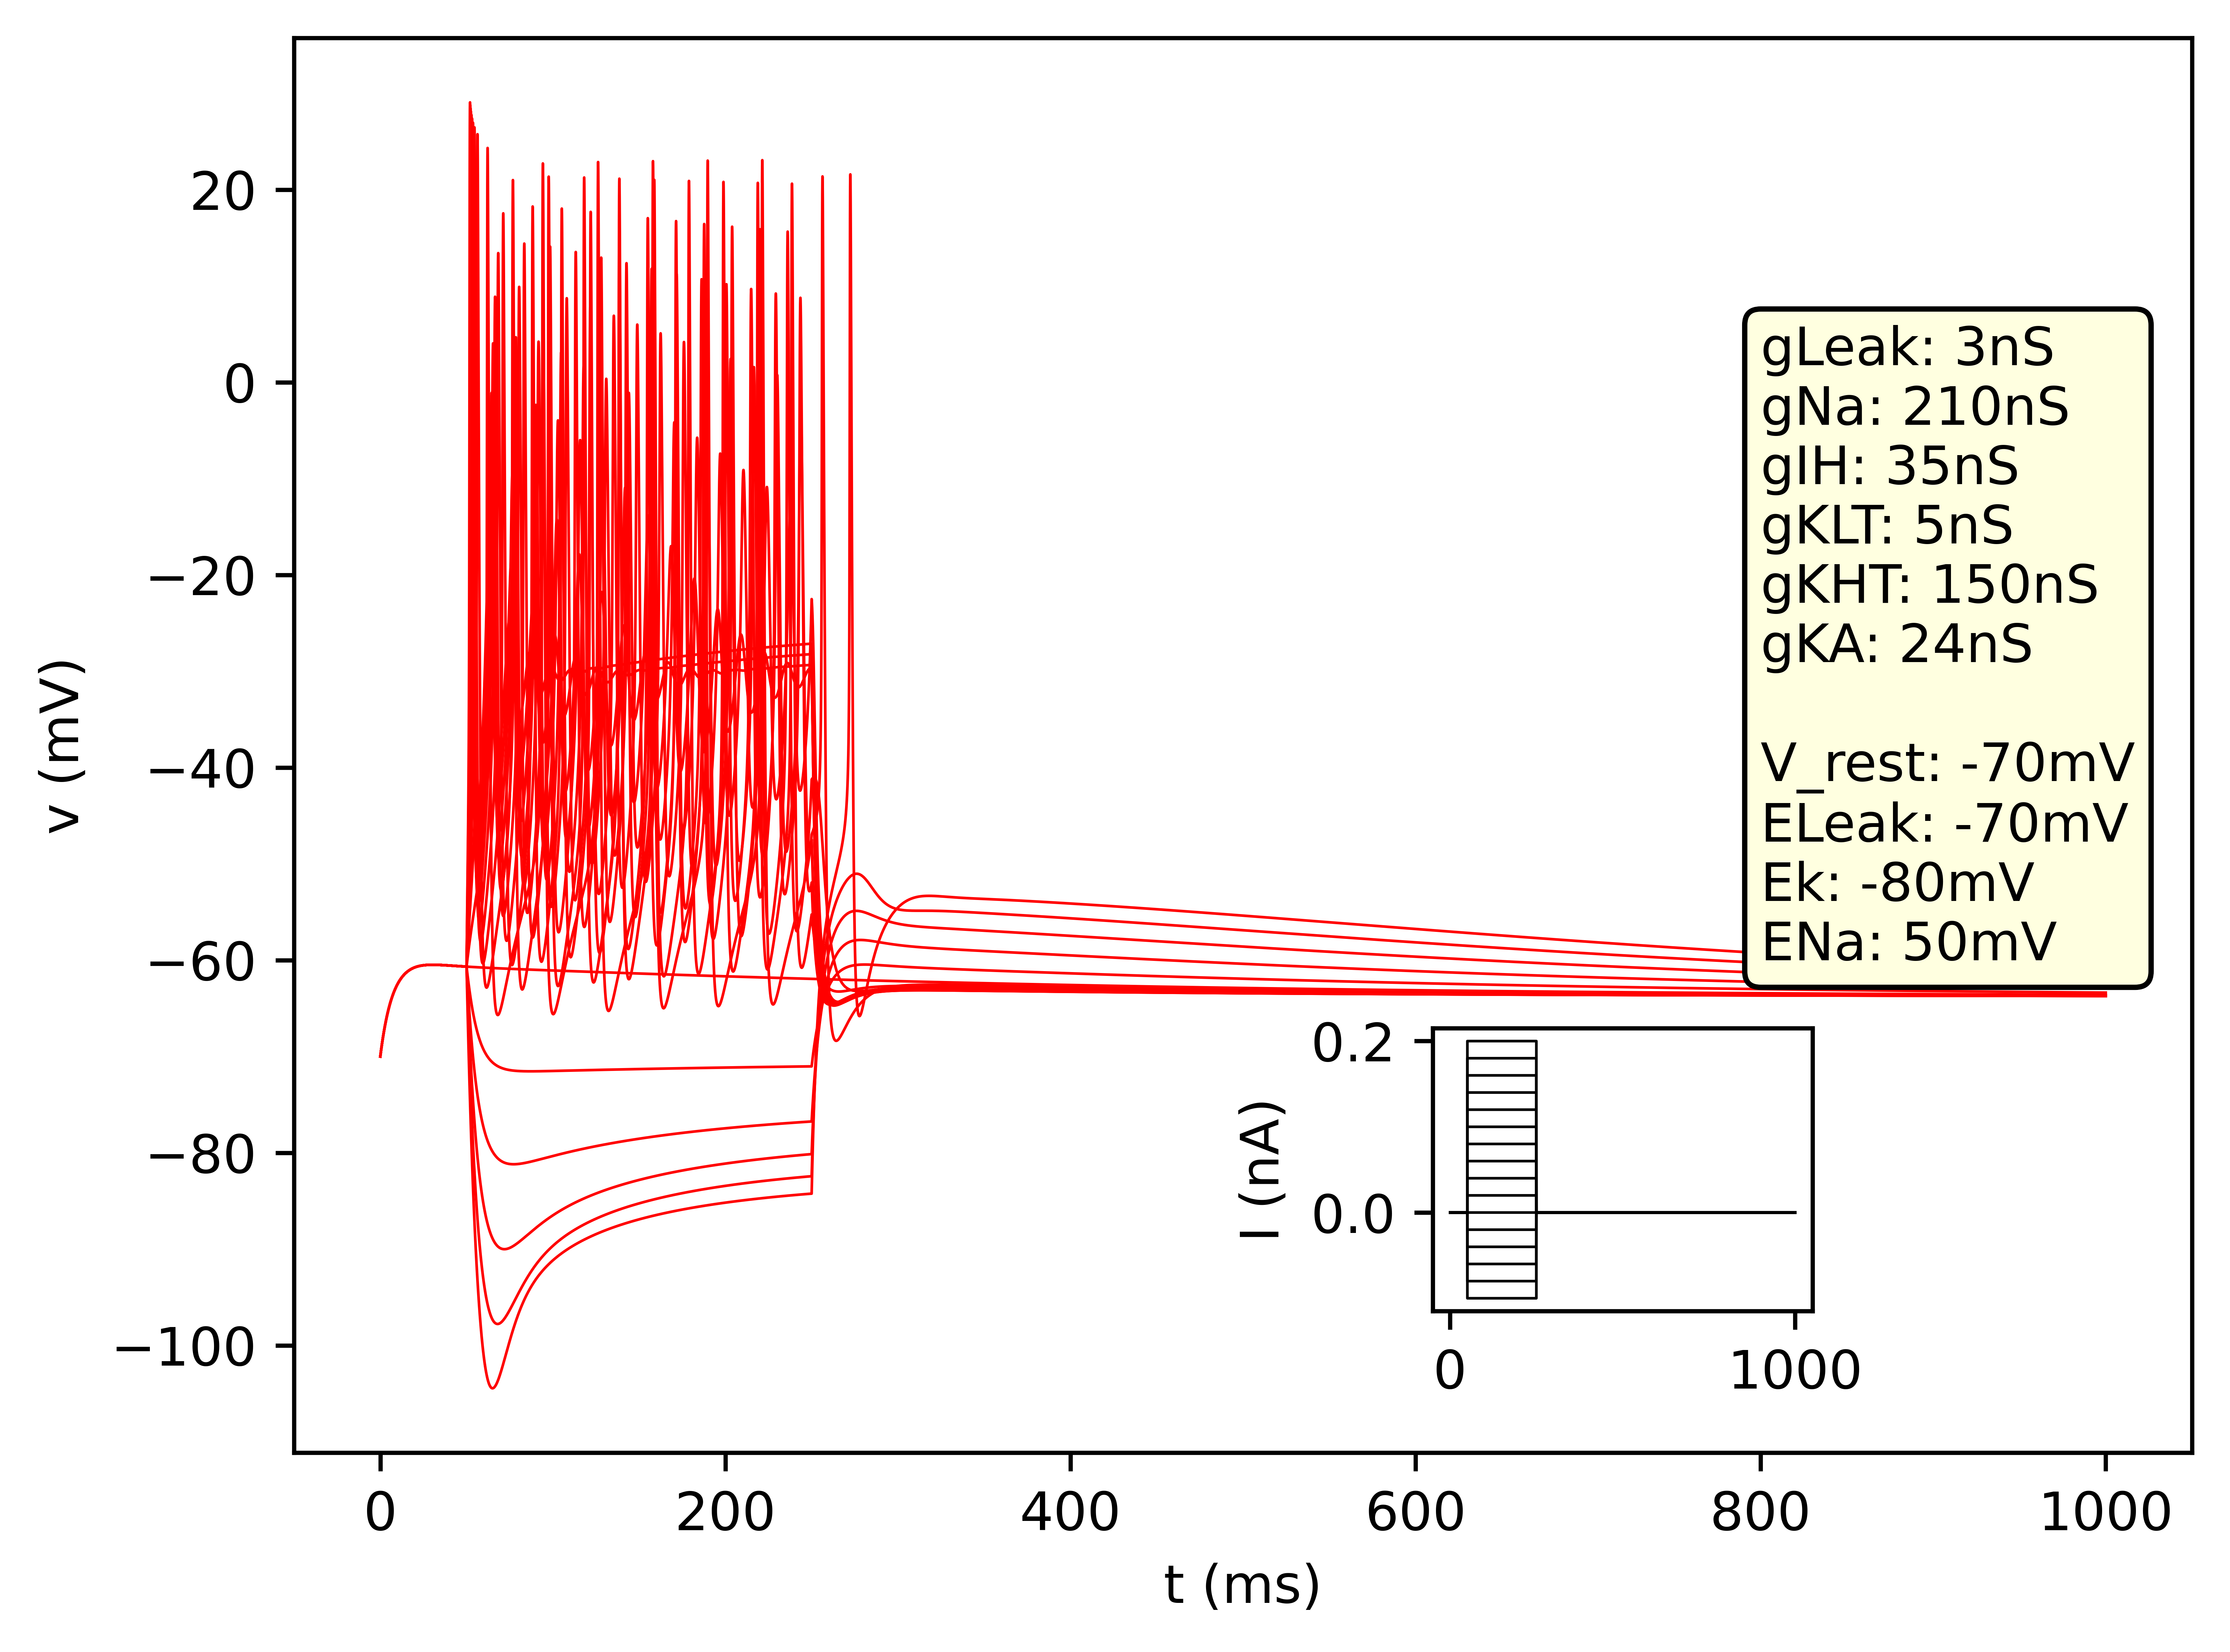 20
0
−20
−40
−60
−80
−100
v (mV)
gLeak: 3nS
gNa: 210nS
gIH: 35nS
gKLT: 5nS
gKHT: 150nS
gKA: 24nS
V_rest: -70mV
ELeak: -70mV
Ek: -80mV
ENa: 50mV
0.2
0.0
I (nA)
0 1000
0 200 400 600 800 1000
t (ms)